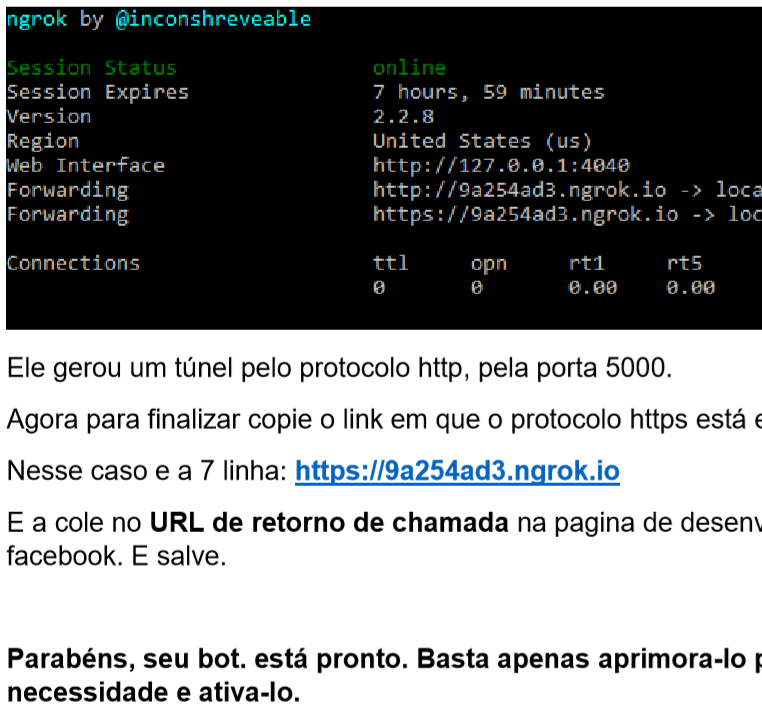 ngrok by @inconshreveable
Session Status online
Session Expires 7 hours, 59 minutes
Version 2.2.8
Region United States (us)
Web Interface http://127.0.0.1:4040
Forwarding http://9a254ad3.ngrok.io -> loca
Forwarding https://9a254ad3.ngrok.io -> loc
Connections ttl opn rt1 rt5
0 0 0.00 0.00
Ele gerou um túnel pelo protocolo http, pela porta 5000.
Agora para finalizar copie o link em que o protocolo https está
Nesse caso e a 7 linha: https://9a254ad3.ngrok.io
E a cole no URL de retorno de chamada na pagina de desenv
facebook. E salve.
Parabéns, seu bot. está pronto. Basta apenas aprimora-lo
necessidade e ativa-lo.